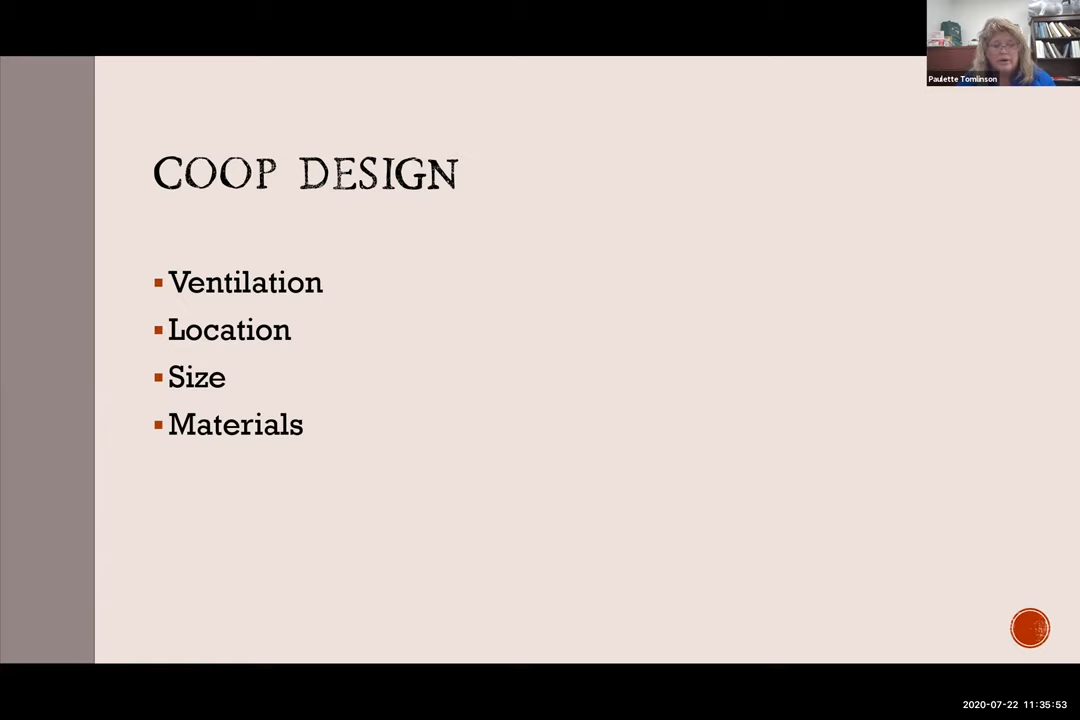 Paulette Tomlinson
COOP DESIGN
▪Ventilation
▪Location
▪Size
▪Materials
2020-07-22 11:35:53